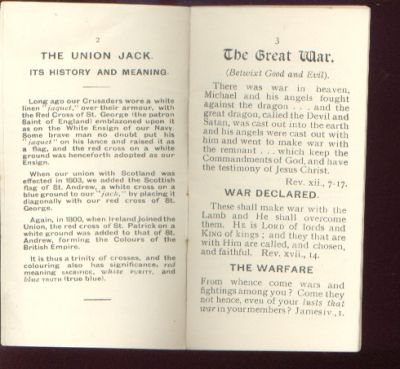 2
THE UNION JACK.
ITS HISTORY AND MEANING.
Long ago our Crusaders wore a white
linen "jaquet," over their armour, with
the Red Cross of St. George (the patron
Saint of England) emblazoned upon it
as on the White Ensign of our Navy.
Some brave man no doubt put his
"jaquet" on his lance and raised it as
a flag, and the red cross on a white
ground was henceforth adopted as our
Ensign.
When our union with Scotland was
effected in 1603, we added the Scottish
flag of St. Andrew, a white cross on a
blue ground to our "jack," by placing it
diagonally with our red cross of St.
George.
Again, in 1800, when Ireland joined the
Union, the red cross of St. Patrick on a
white ground was added to that of St.
Andrew, forming the Colours of the
British Empire.
It is thus a trinity of crosses, and the
colouring also has significance, red
meaning SACRIFICE, white PURITY, and
blue TRUTH (true blue).
3
The Great War.
(Betwixt Good and Evil).
There was war in heaven,
Michael and his angels fought
against the dragon . . . and the
great dragon, called the Devil and
Satan, was cast out into the earth
and his angels were cast out with
him and went to make war with
the remnant . . . which keep the
Commandments of God, and have
the testimony of Jesus Christ.
Rev. xii., 7-17.
WAR DECLARED.
These shall make war with the
Lamb and He shall overcome
them. He is LORD of lords and
KING of kings; and they that are
with Him are called, and chosen,
and faithful. Rev. xvii., 14.
THE WARFARE
From whence come wars and
fightings among you? Come they
not hence, even of your lusts that
war in your members? James iv., 1.